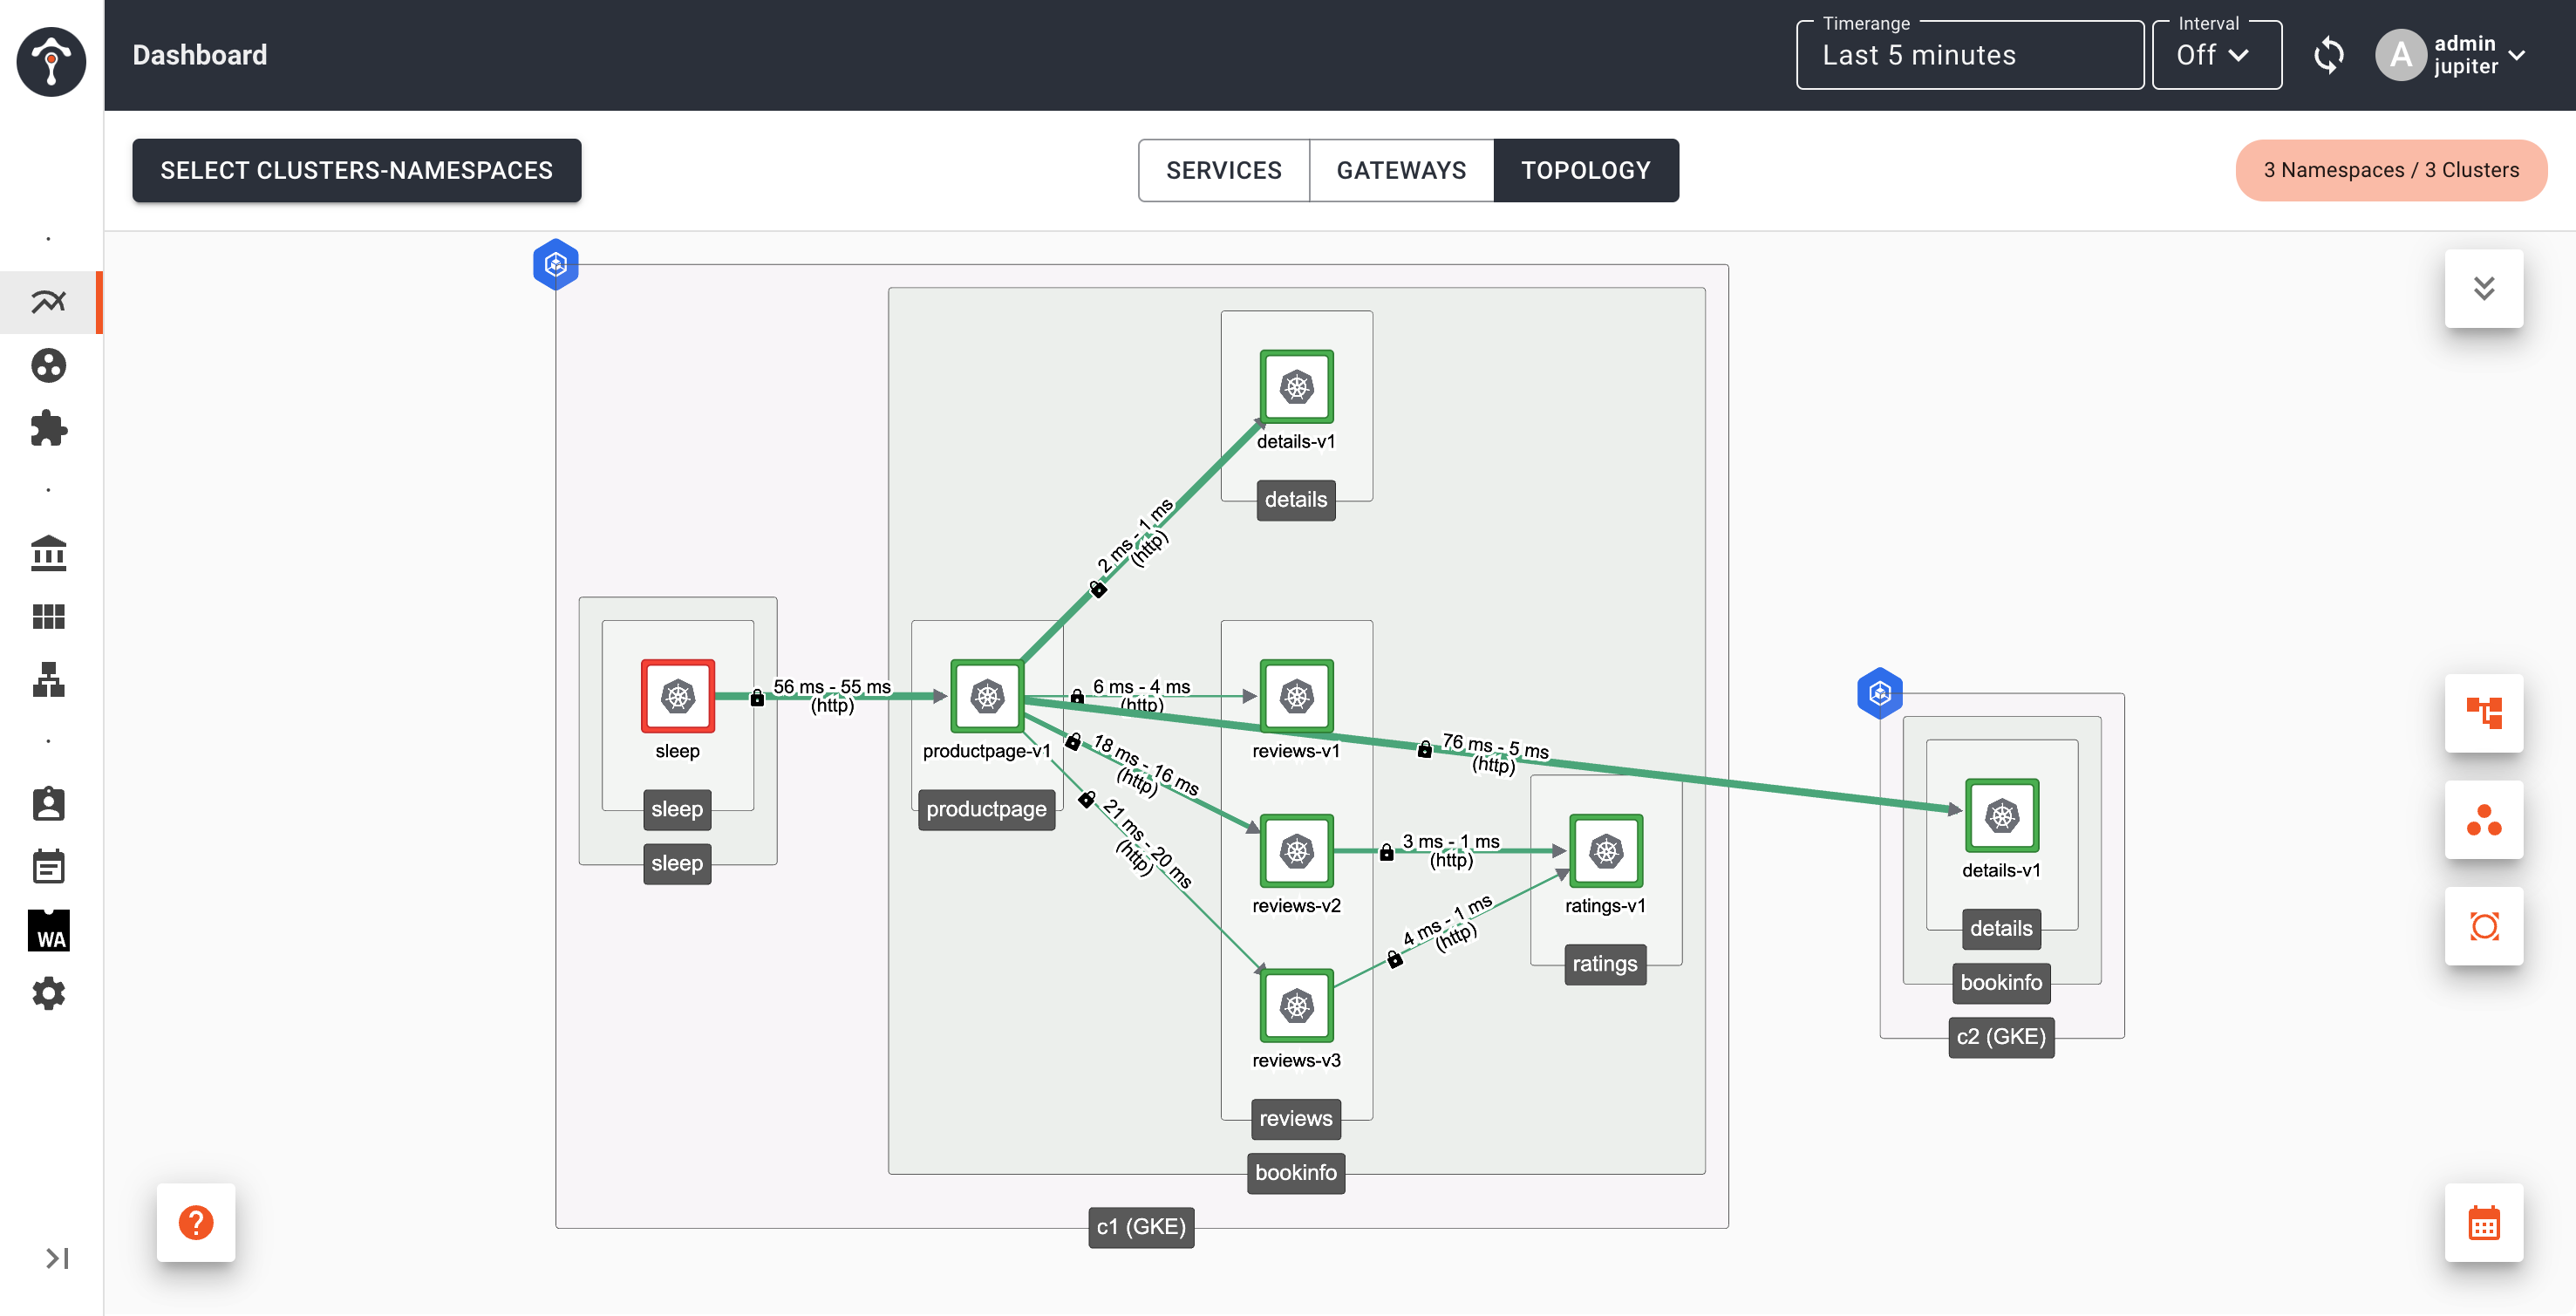 Dashboard
Timerange
Last 5 minutes
Interval
Off
A
admin
jupiter
SELECT CLUSTERS-NAMESPACES
SERVICES
GATEWAYS
TOPOLOGY
3 Namespaces / 3 Clusters
details-v1
details
2 ms - 1 ms
(http)
sleep
sleep
sleep
56 ms - 55 ms
(http)
productpage-v1
productpage
6 ms - 4 ms
(http)
reviews-v1
76 ms - 5 ms
(http)
18 ms - 16 ms
(http)
21 ms - 20 ms
(http)
reviews-v2
3 ms - 1 ms
(http)
4 ms - 1 ms
(http)
ratings-v1
ratings
reviews-v3
reviews
bookinfo
c1 (GKE)
details-v1
details
bookinfo
c2 (GKE)
WA
?